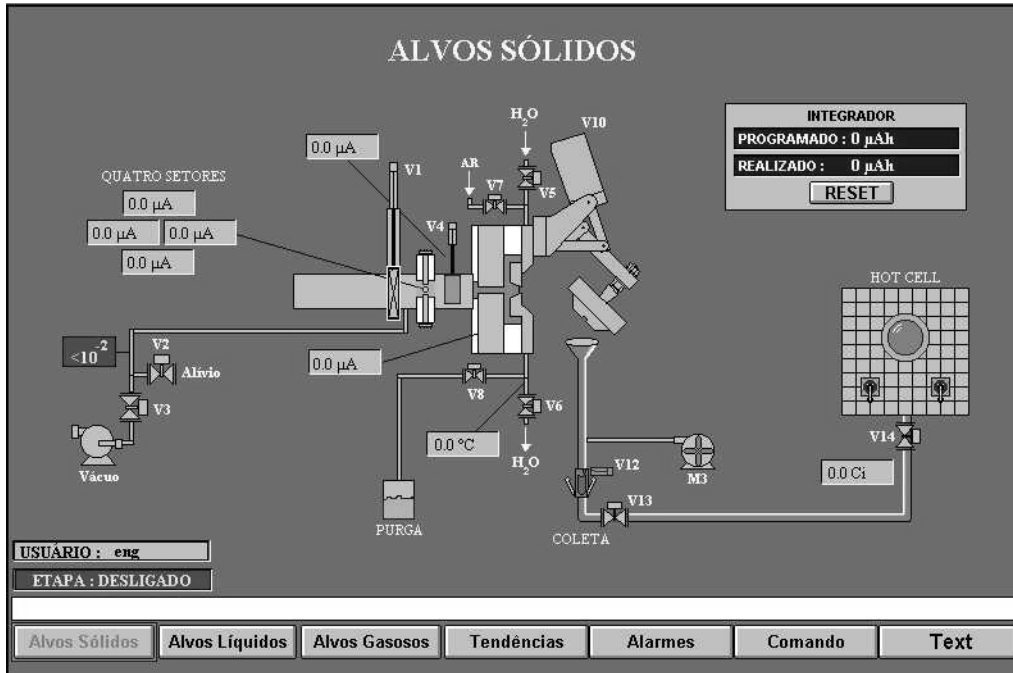 ALVOS SÓLIDOS
H2O
V10
INTEGRADOR
PROGRAMADO : 0 µAh
REALIZADO : 0 µAh
RESET
0.0 µA
V1
AR
V7
V5
QUATRO SETORES
0.0 µA
0.0 µA
0.0 µA
0.0 µA
V4
HOT CELL
<10⁻²
V2
Alívio
V3
Vácuo
0.0 µA
V8
V6
0.0 °C
H2O
PURGA
V12
M3
V13
COLETA
V14
0.0 Ci
USUÁRIO : eng
ETAPA : DESLIGADO
Alvos Sólidos
Alvos Líquidos
Alvos Gasosos
Tendências
Alarmes
Comando
Text